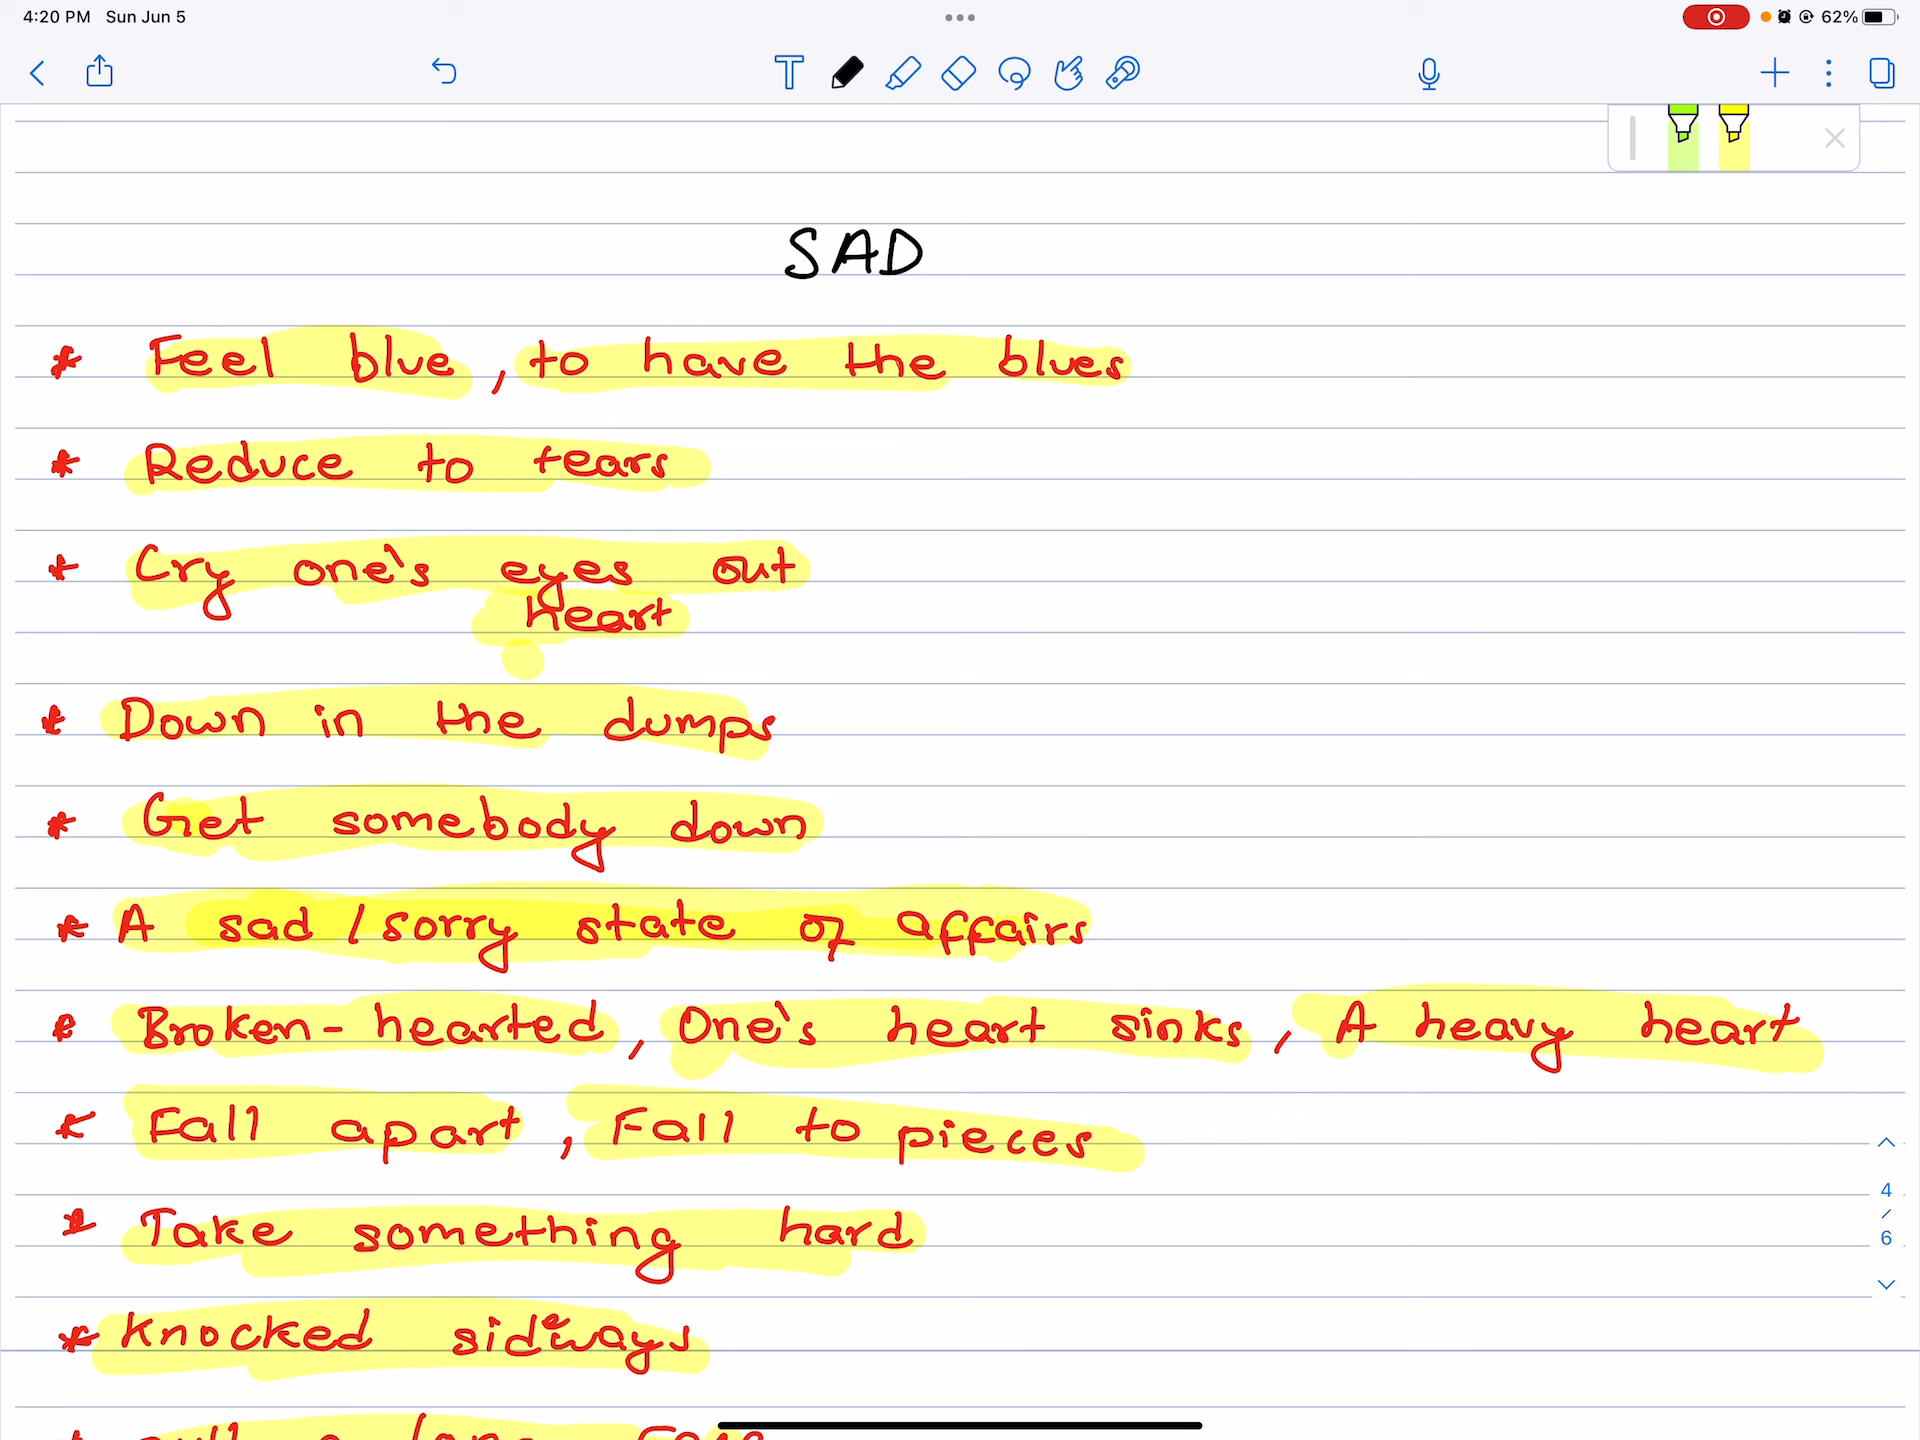 4:20 PM Sun Jun 5
62%
SAD
* Feel blue, to have the blues
* Reduce to tears
* Cry one's eyes out
heart
* Down in the dumps
* Get somebody down
* A sad / sorry state of affairs
* Broken-hearted, One's heart sinks, A heavy heart
* Fall apart, Fall to pieces
4
/
6
* Take something hard
* Knocked sideways